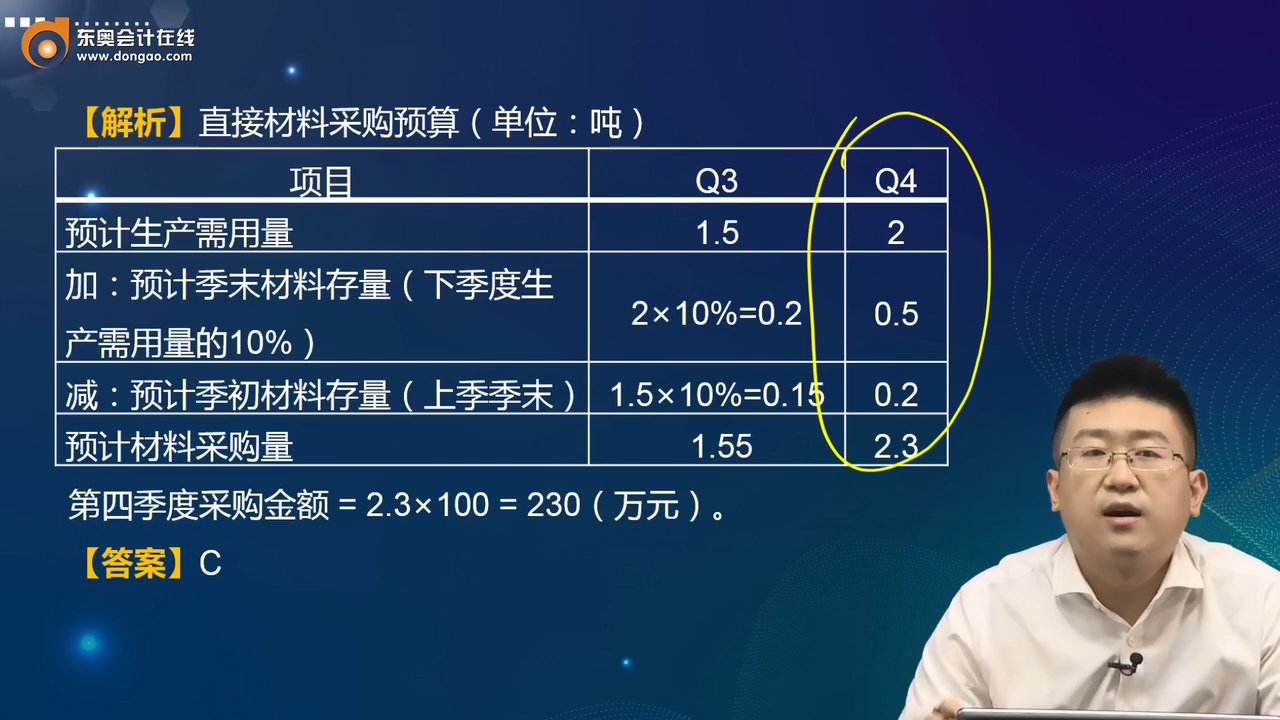 东奥会计在线
www.dongao.com
【解析】直接材料采购预算（单位：吨）
项目 Q3 Q4
预计生产需用量 1.5 2
加：预计季末材料存量（下季度生
产需用量的10%） 2×10%=0.2 0.5
减：预计季初材料存量（上季季末） 1.5×10%=0.15 0.2
预计材料采购量 1.55 2.3
第四季度采购金额 = 2.3×100 = 230（万元）。
【答案】C